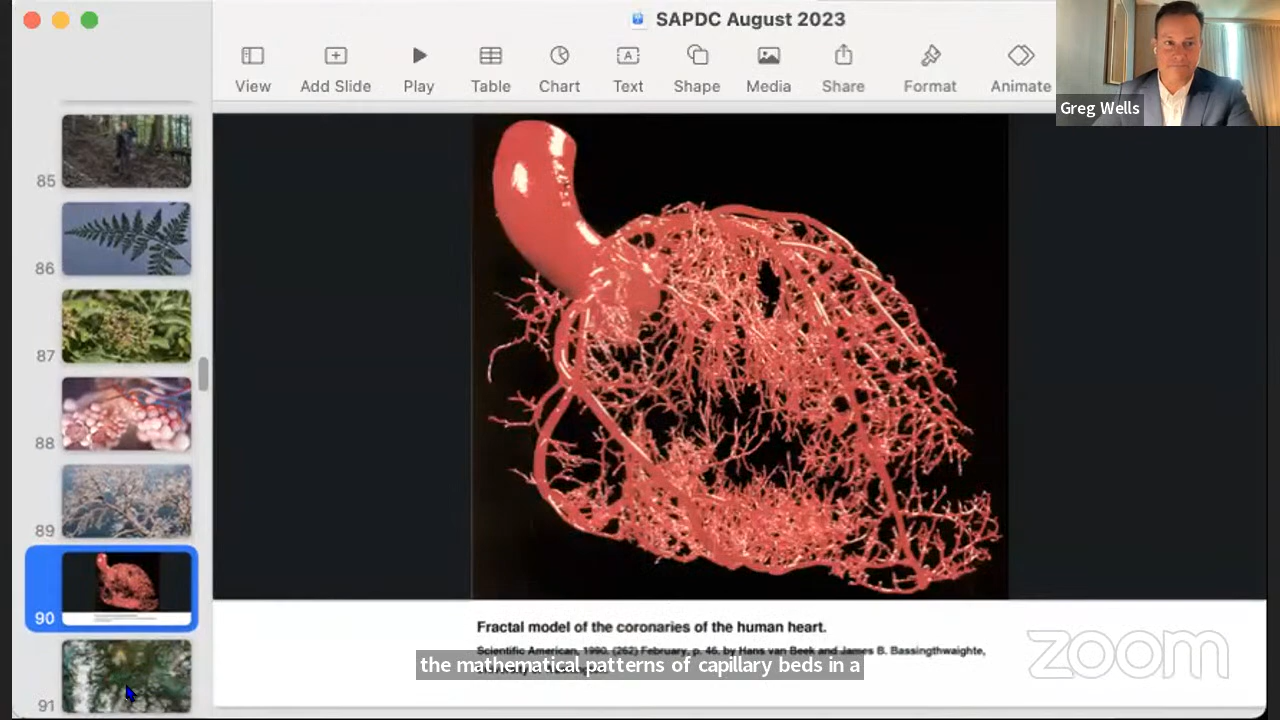 SAPDC August 2023
View
Add Slide
Play
Table
Chart
Text
Shape
Media
Share
Format
Animate
Greg Wells
85
86
87
88
89
90
91
Fractal model of the coronaries of the human heart.
Scientific American, 1990, (262) February, p. 46. by Hans van Beek and James B. Bassingthwaighte,
the mathematical patterns of capillary beds in a
zoom